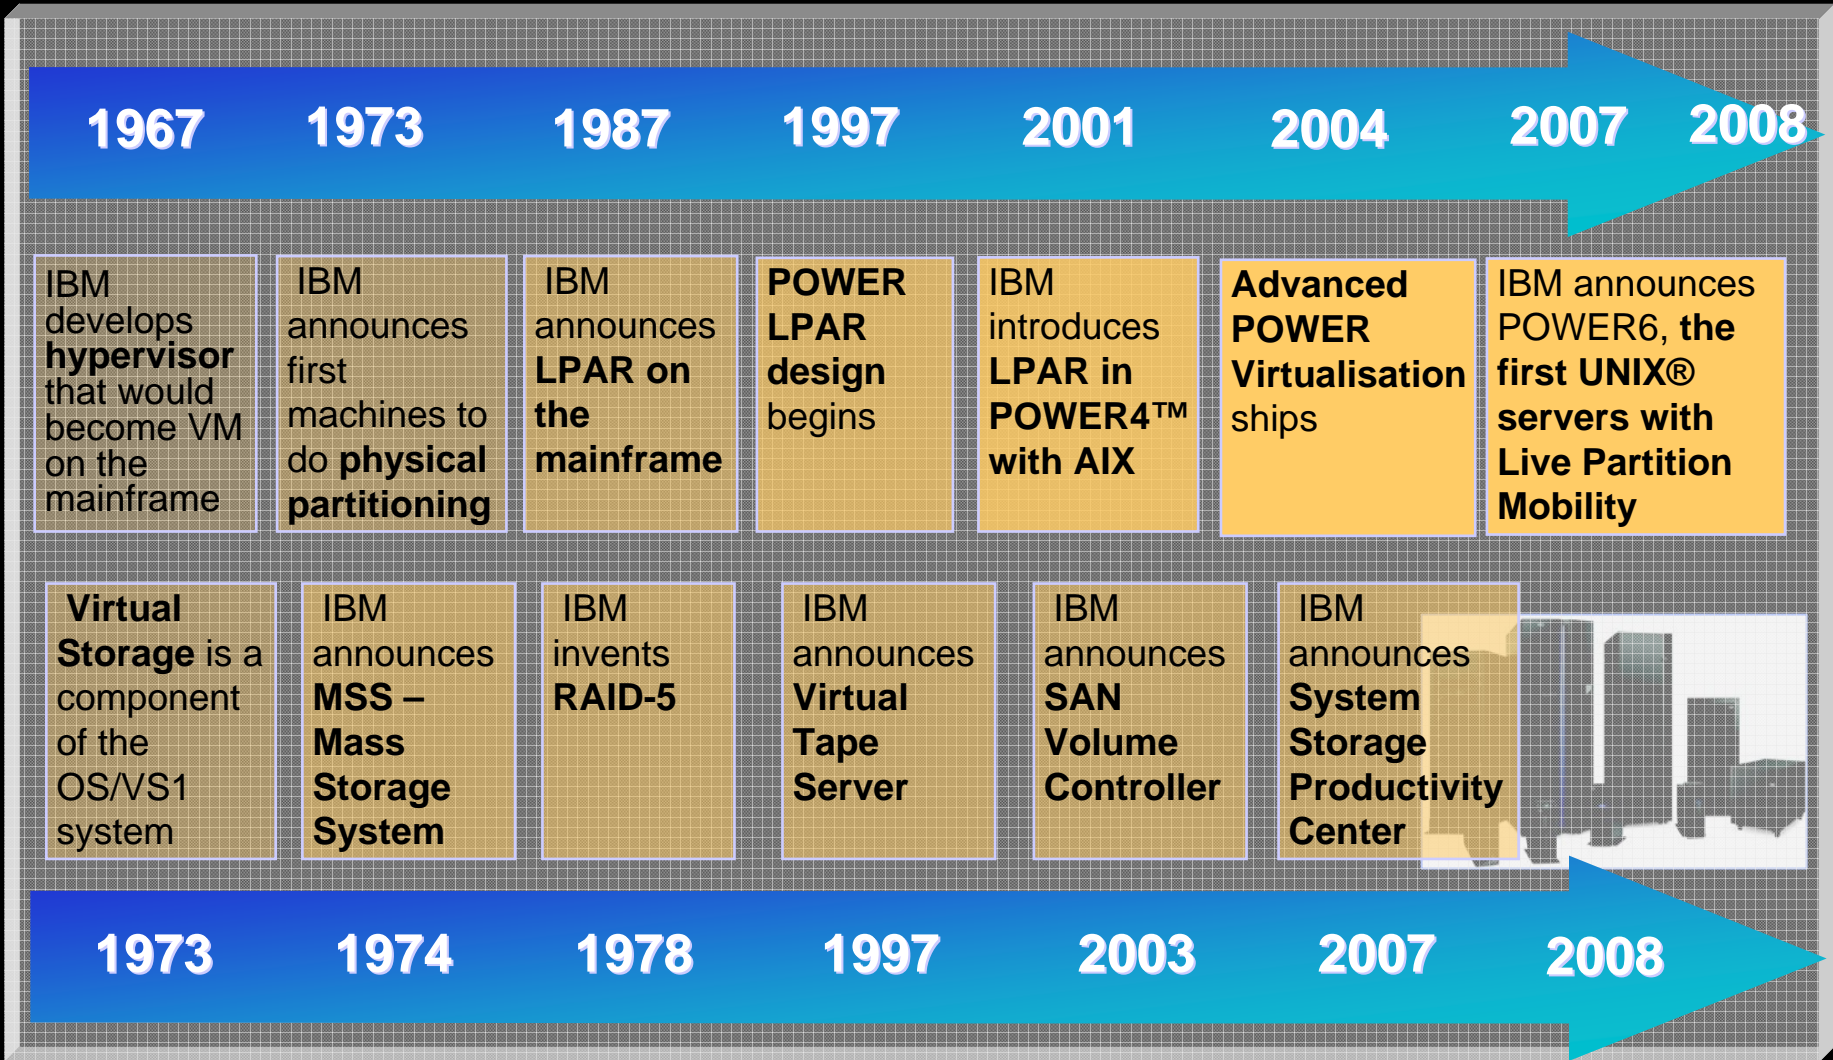 1967 1973 1987 1997 2001 2004 2007 2008
IBM
develops
hypervisor
that would
become VM
on the
mainframe
IBM
announces
first
machines to
do physical
partitioning
IBM
announces
LPAR on
the
mainframe
POWER
LPAR
design
begins
IBM
introduces
LPAR in
POWER4™
with AIX
Advanced
POWER
Virtualisation
ships
IBM announces
POWER6, the
first UNIX®
servers with
Live Partition
Mobility
Virtual
Storage is a
component
of the
OS/VS1
system
IBM
announces
MSS –
Mass
Storage
System
IBM
invents
RAID-5
IBM
announces
Virtual
Tape
Server
IBM
announces
SAN
Volume
Controller
IBM
announces
System
Storage
Productivity
Center
1973 1974 1978 1997 2003 2007 2008